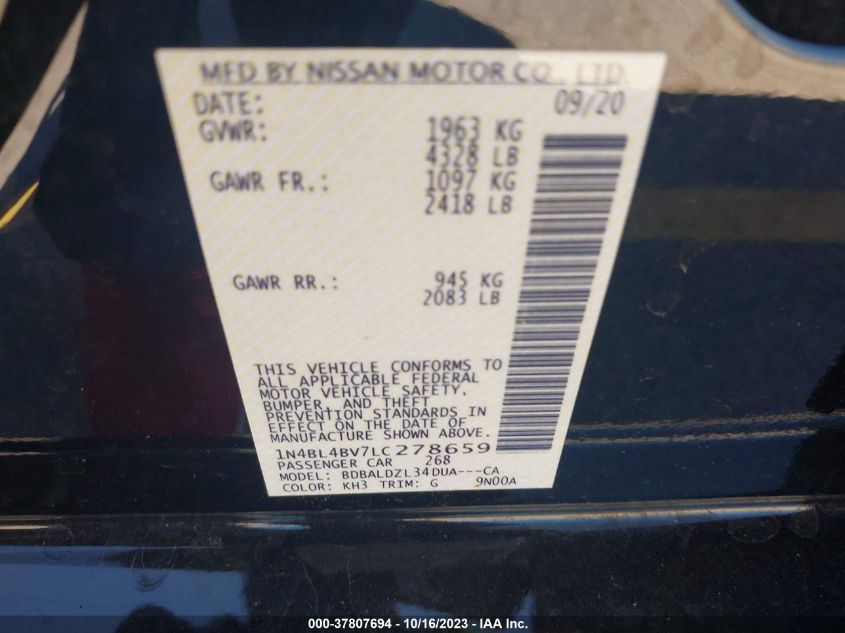 MFD BY NISSAN MOTOR CO., LTD
DATE: 09/20
GVWR: 1963 KG
4328 LB
GAWR FR.: 1097 KG
2418 LB
GAWR RR.: 945 KG
2083 LB
THIS VEHICLE CONFORMS TO
ALL APPLICABLE FEDERAL
MOTOR VEHICLE SAFETY,
BUMPER, AND THEFT
PREVENTION STANDARDS IN
EFFECT ON THE DATE OF
MANUFACTURE SHOWN ABOVE.
1N4BL4BV7LC278659
PASSENGER CAR 268
MODEL: BDBALDZL34DUA---CA
COLOR: KH3 TRIM: G 9N00A
000-37807694 - 10/16/2023 - IAA Inc.